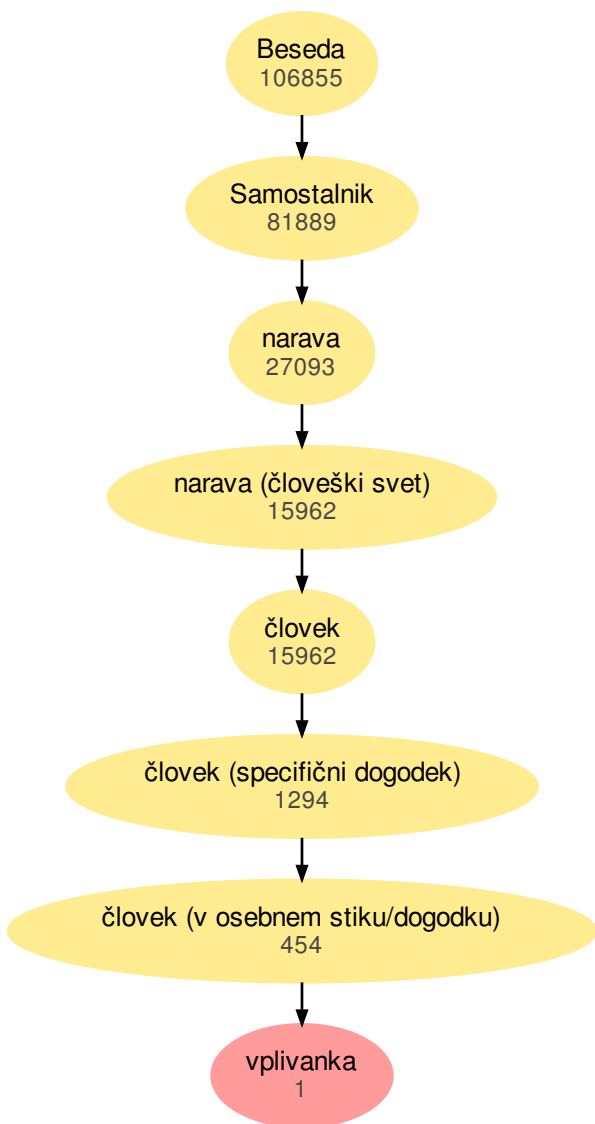 Beseda
106855
Samostalnik
81889
narava
27093
narava (človeški svet)
15962
človek
15962
človek (specifični dogodek)
1294
človek (v osebnem stiku/dogodku)
454
vplivanka
1